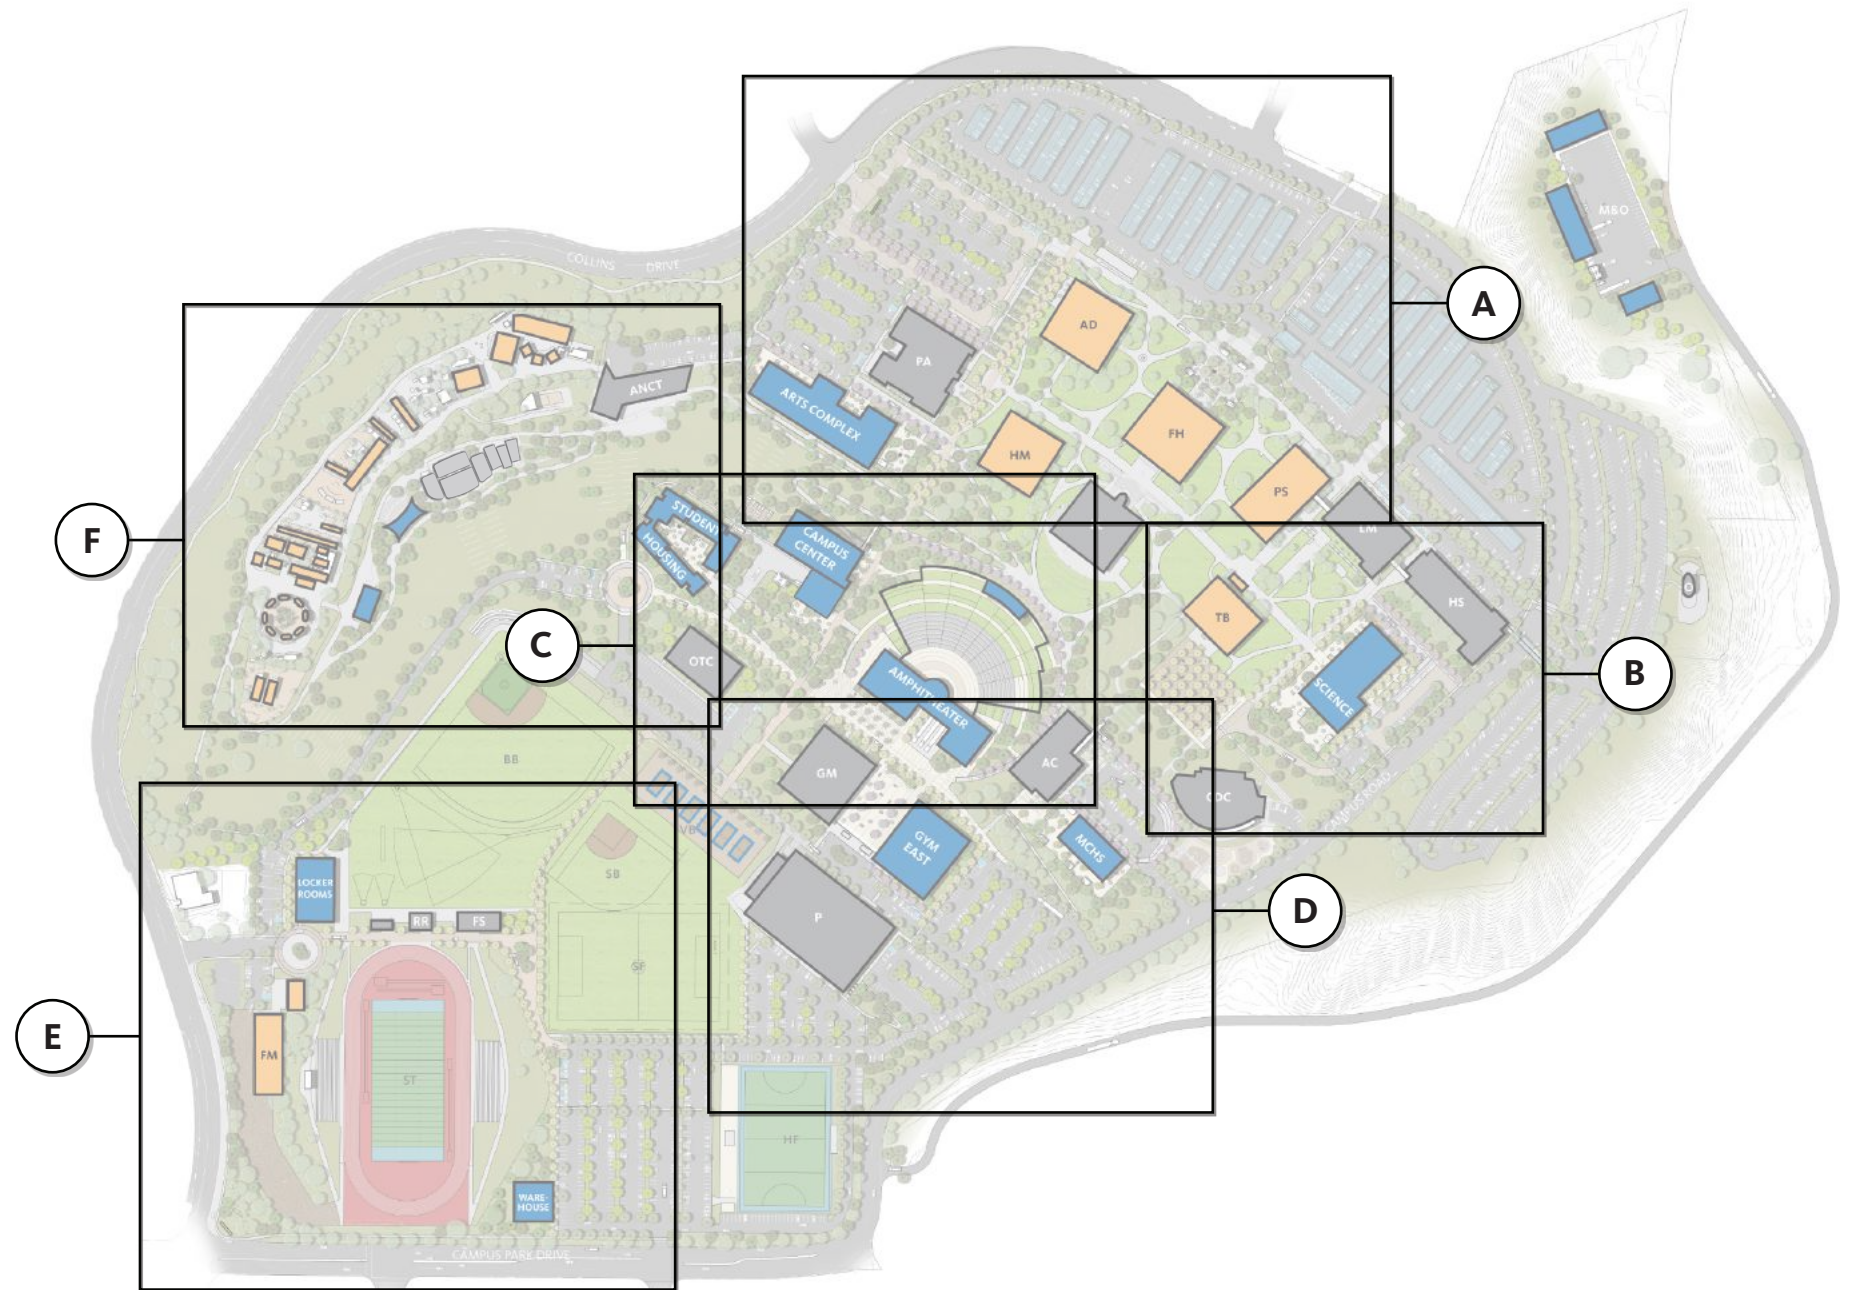 COLLINS DRIVE
M&O
A
AD
PA
ANCT
ARTS COMPLEX
FH
HM
PS
F
STUDENT
HOUSING
CAMPUS
CENTER
LM
HS
TB
C
OTC
AMPHITHEATER
SCIENCE
B
BB
GM
AC
CDC
VB
GYM
EAST
MCHS
LOCKER
ROOMS
SB
RR
FS
P
D
SF
E
FM
ST
HF
WARE-
HOUSE
CAMPUS PARK DRIVE